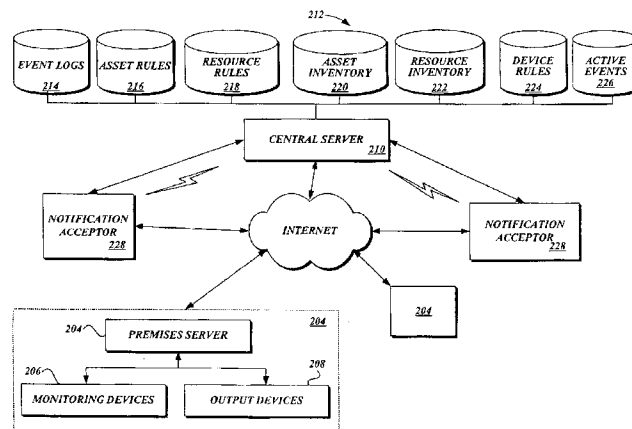 212
EVENT LOGS
214
ASSET RULES
216
RESOURCE RULES
218
ASSET INVENTORY
220
RESOURCE INVENTORY
222
DEVICE RULES
224
ACTIVE EVENTS
226
CENTRAL SERVER
210
NOTIFICATION ACCEPTOR
228
INTERNET
NOTIFICATION ACCEPTOR
228
204
204
PREMISES SERVER
204
206
MONITORING DEVICES
208
OUTPUT DEVICES